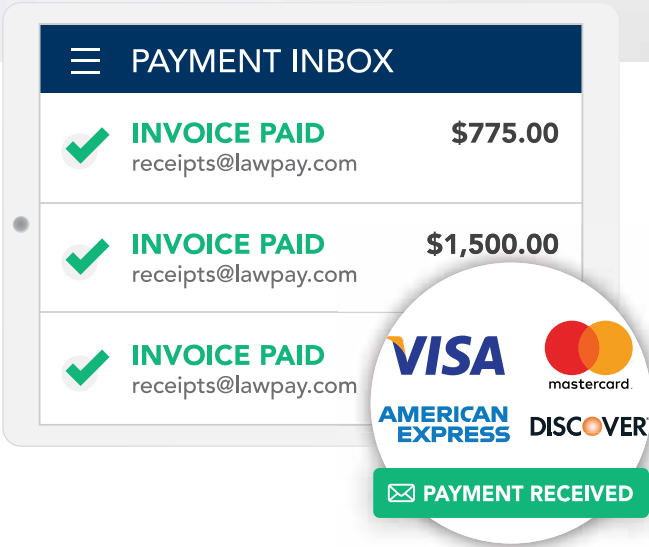 PAYMENT INBOX
INVOICE PAID $775.00
receipts@lawpay.com
INVOICE PAID $1,500.00
receipts@lawpay.com
INVOICE PAID
receipts@lawpay.com
VISA mastercard.
AMERICAN EXPRESS DISCOVER
PAYMENT RECEIVED